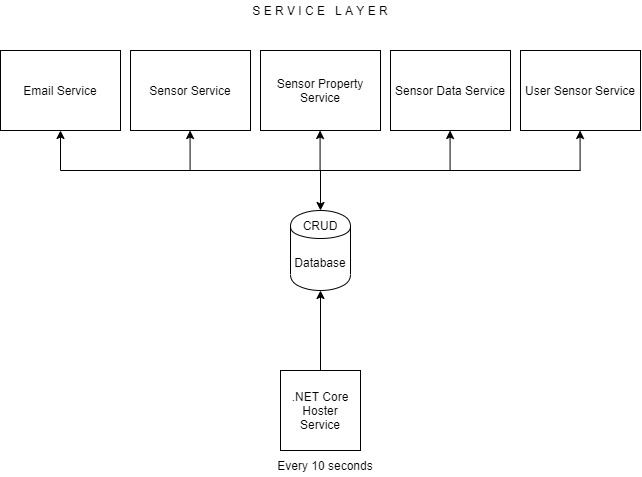 SERVICE LAYER
Email Service
Sensor Service
Sensor Property
Service
Sensor Data Service
User Sensor Service
CRUD
Database
.NET Core
Hoster
Service
Every 10 seconds